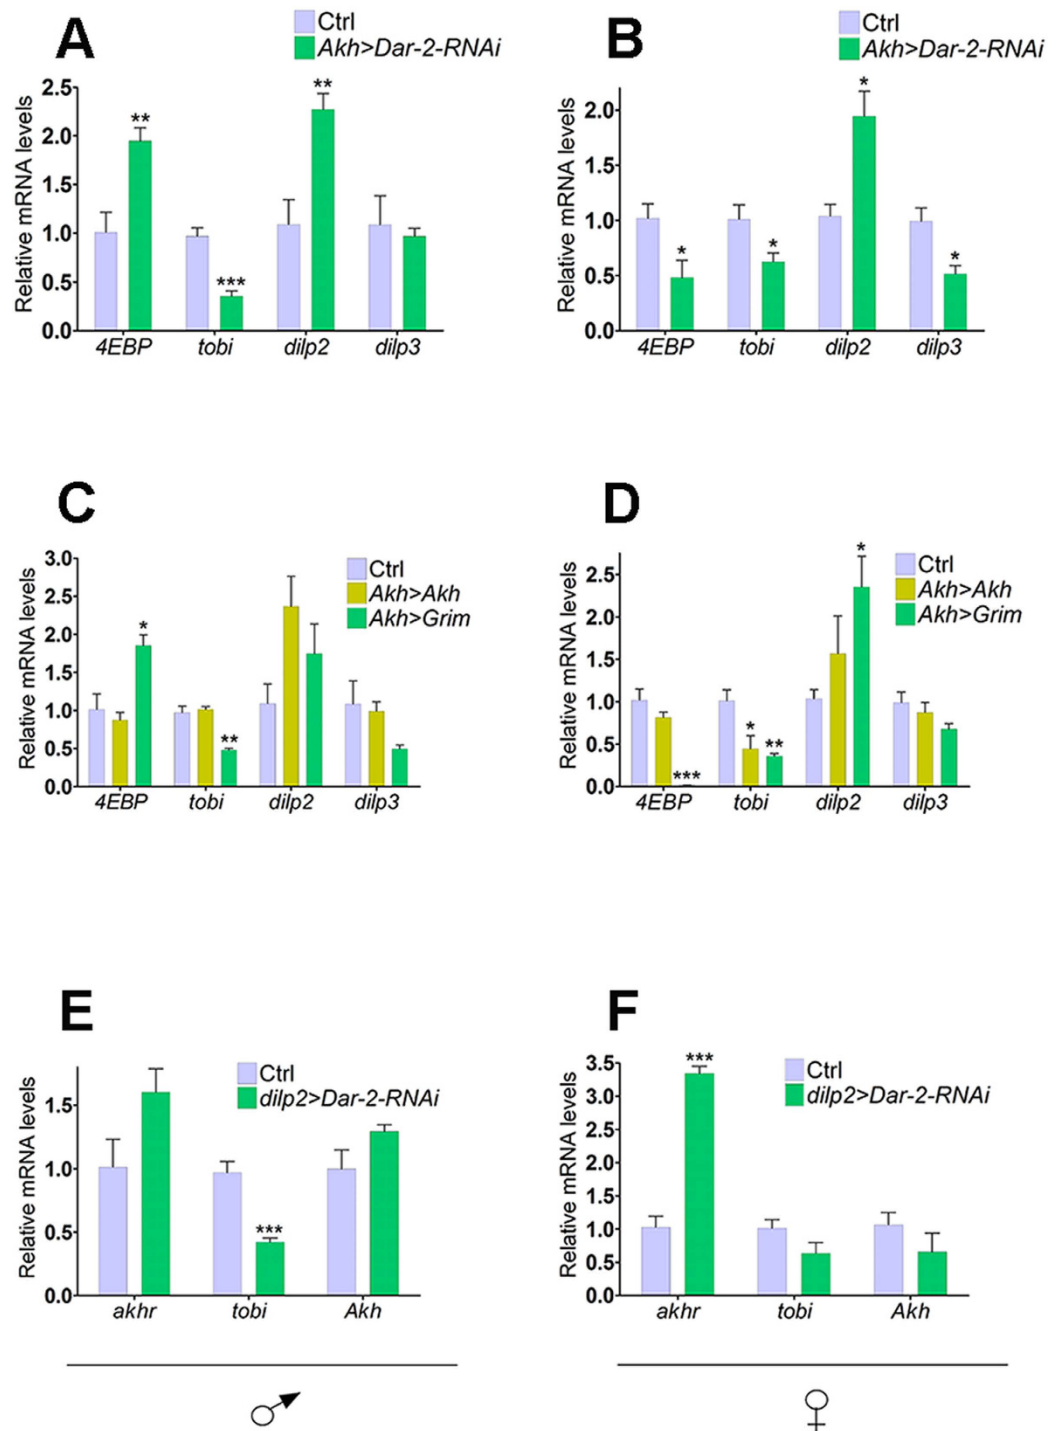 A
Ctrl
Akh>Dar-2-RNAi
Relative mRNA levels
2.5
2.0
1.5
1.0
0.5
0.0
**
***
**
4EBP tobi dilp2 dilp3
B
Ctrl
Akh>Dar-2-RNAi
Relative mRNA levels
2.0
1.5
1.0
0.5
0.0
*
*
*
*
4EBP tobi dilp2 dilp3
C
Ctrl
Akh>Akh
Akh>Grim
Relative mRNA levels
3.0
2.5
2.0
1.5
1.0
0.5
0.0
*
**
4EBP tobi dilp2 dilp3
D
Ctrl
Akh>Akh
Akh>Grim
Relative mRNA levels
2.5
2.0
1.5
1.0
0.5
0.0
***
*
**
*
4EBP tobi dilp2 dilp3
E
Ctrl
dilp2>Dar-2-RNAi
Relative mRNA levels
1.5
1.0
0.5
0.0
***
akhr tobi Akh
F
Ctrl
dilp2>Dar-2-RNAi
Relative mRNA levels
3.5
3.0
2.5
2.0
1.5
1.0
0.5
0.0
***
akhr tobi Akh